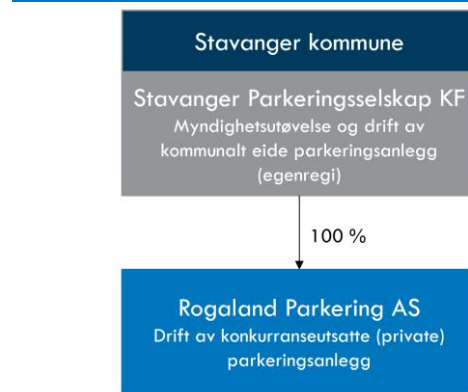 Stavanger kommune
Stavanger Parkeringsselskap KF
Myndighetsutøvelse og drift av
kommunalt eide parkeringsanlegg
(egenregi)
100 %
Rogaland Parkering AS
Drift av konkurranseutsatte (private)
parkeringsanlegg